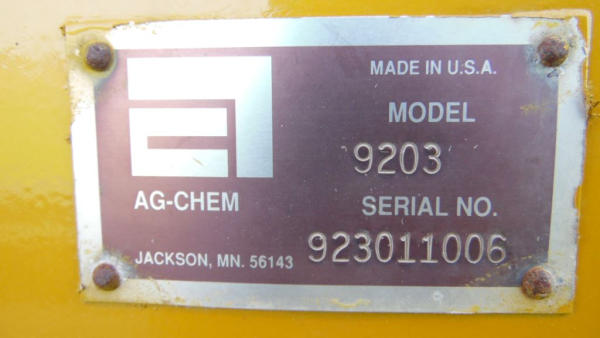 MADE IN U.S.A.
MODEL
9203
AG-CHEM
SERIAL NO.
JACKSON, MN. 56143
923011006